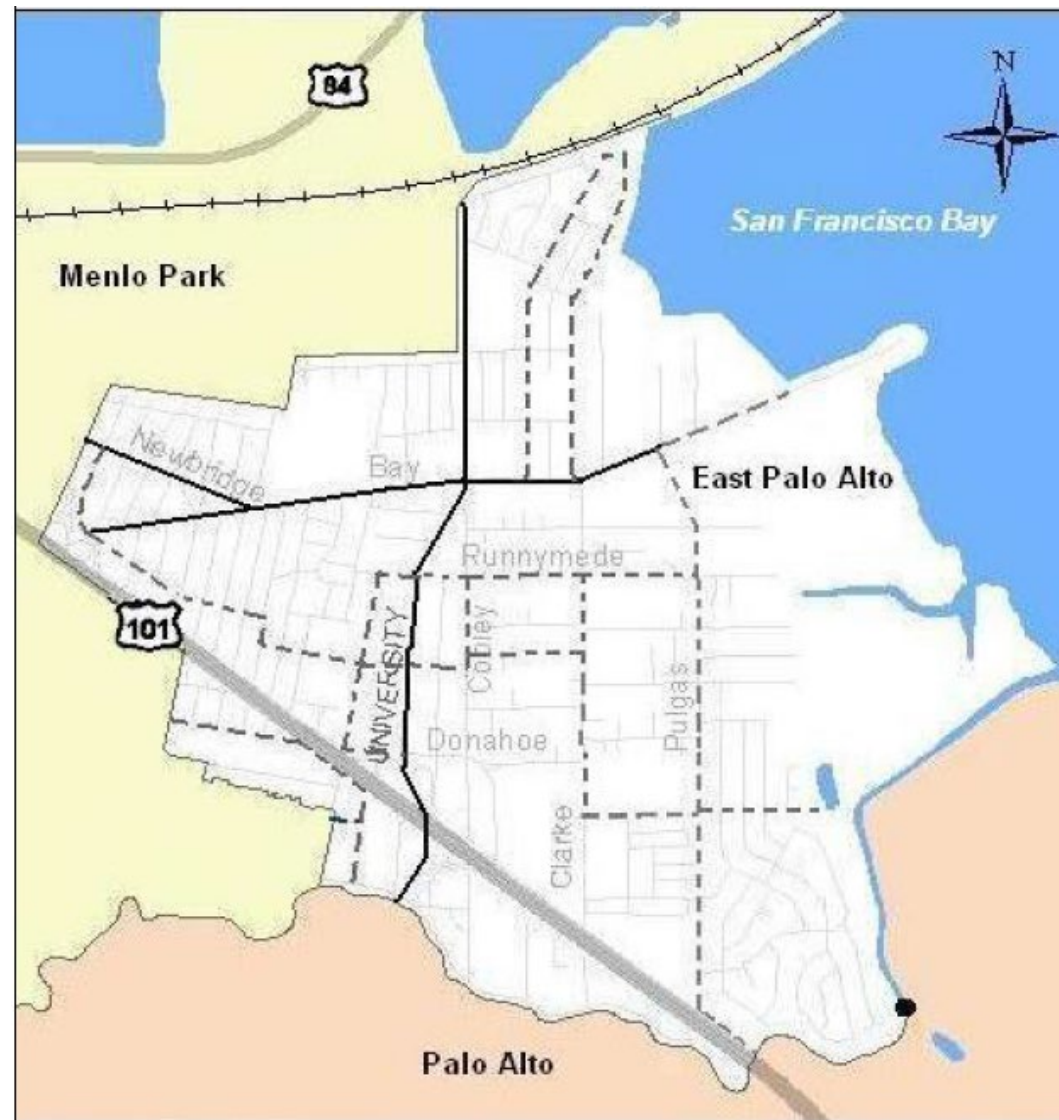 84
N
San Francisco Bay
Menlo Park
Newbridge
Bay
East Palo Alto
Runnymede
101
UNIVERSITY
Cooley
Pulgas
Donahoe
Clarke
Palo Alto